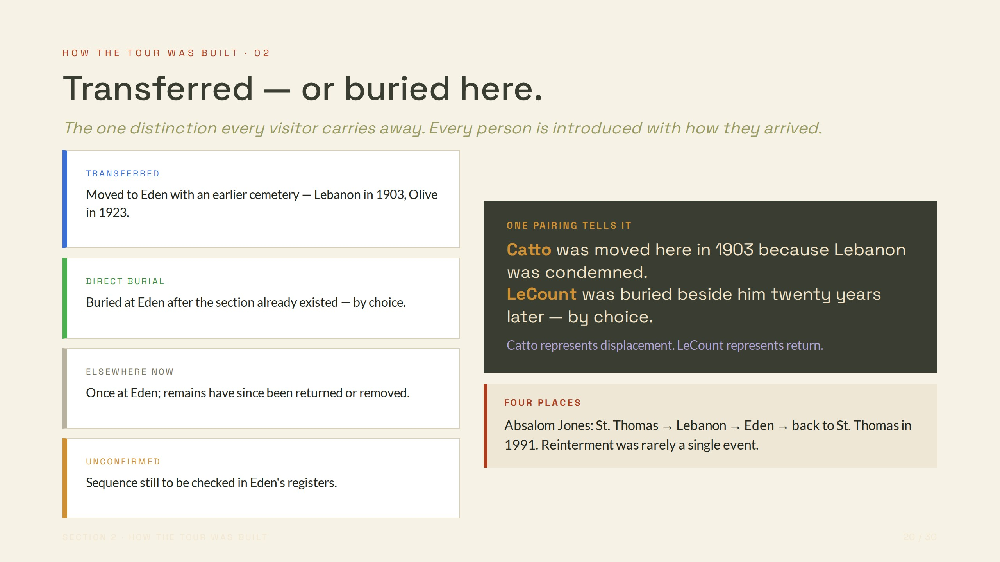 HOW THE TOUR WAS BUILT · 02
Transferred — or buried here.
The one distinction every visitor carries away. Every person is introduced with how they arrived.
TRANSFERRED
Moved to Eden with an earlier cemetery — Lebanon in 1903, Olive
in 1923.
DIRECT BURIAL
Buried at Eden after the section already existed — by choice.
ELSEWHERE NOW
Once at Eden; remains have since been returned or removed.
UNCONFIRMED
Sequence still to be checked in Eden's registers.
ONE PAIRING TELLS IT
Catto was moved here in 1903 because Lebanon
was condemned.
LeCount was buried beside him twenty years
later — by choice.
Catto represents displacement. LeCount represents return.
FOUR PLACES
Absalom Jones: St. Thomas → Lebanon → Eden → back to St. Thomas in
1991. Reinterment was rarely a single event.
SECTION 2 · HOW THE TOUR WAS BUILT
20 / 30